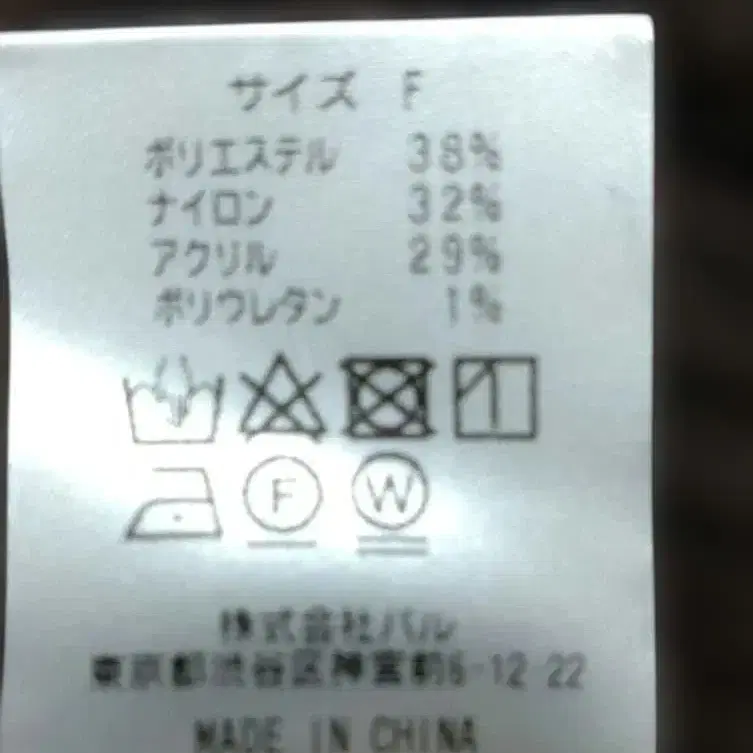 サイズ F
ポリエステル 38%
ナイロン 32%
アクリル 29%
ポリウレタン 1%
F W
株式会社パル
東京都渋谷区神宮前6-12-22
MADE IN CHINA